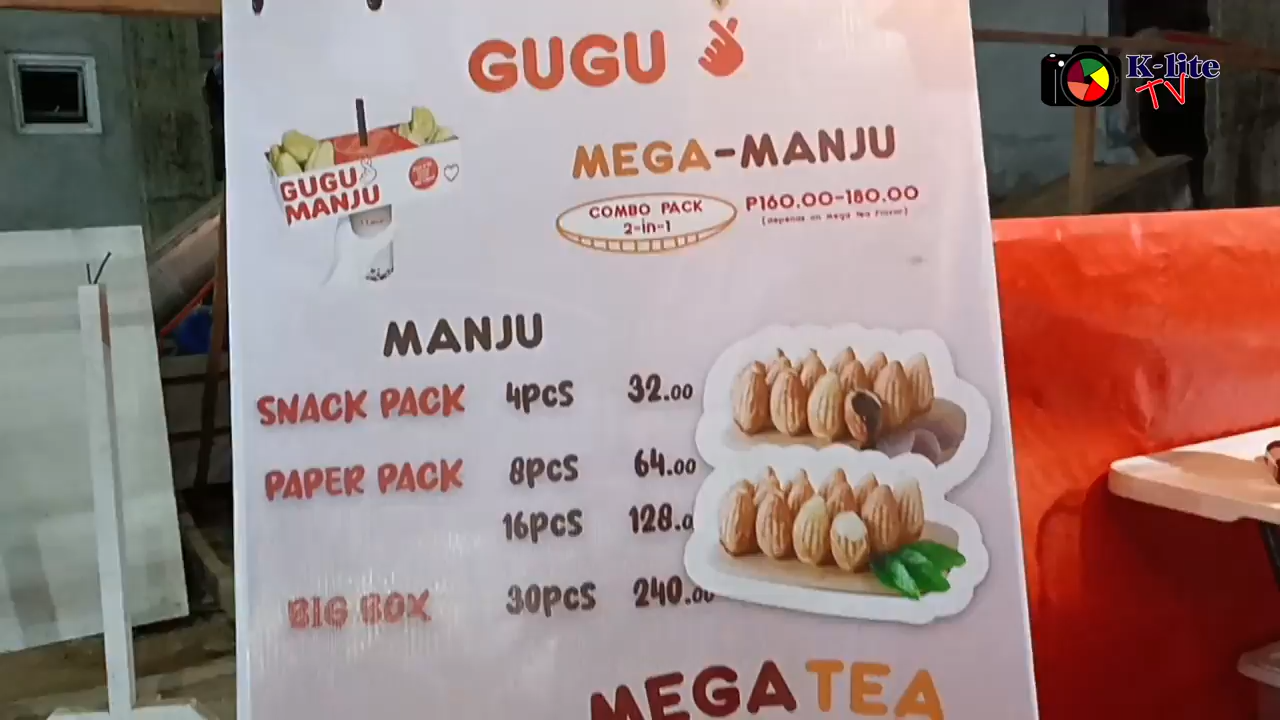 GUGU
K-lite
TV
MEGA-MANJU
COMBO PACK
2-in-1
P160.00-180.00
(depends on Mega Tea Flavor)
GUGU
MANJU
MANJU
SNACK PACK 4PCS 32.00
PAPER PACK 8PCS 64.00
16PCS 128.0
BIG BOX 30PCS 240.00
MEGA TEA